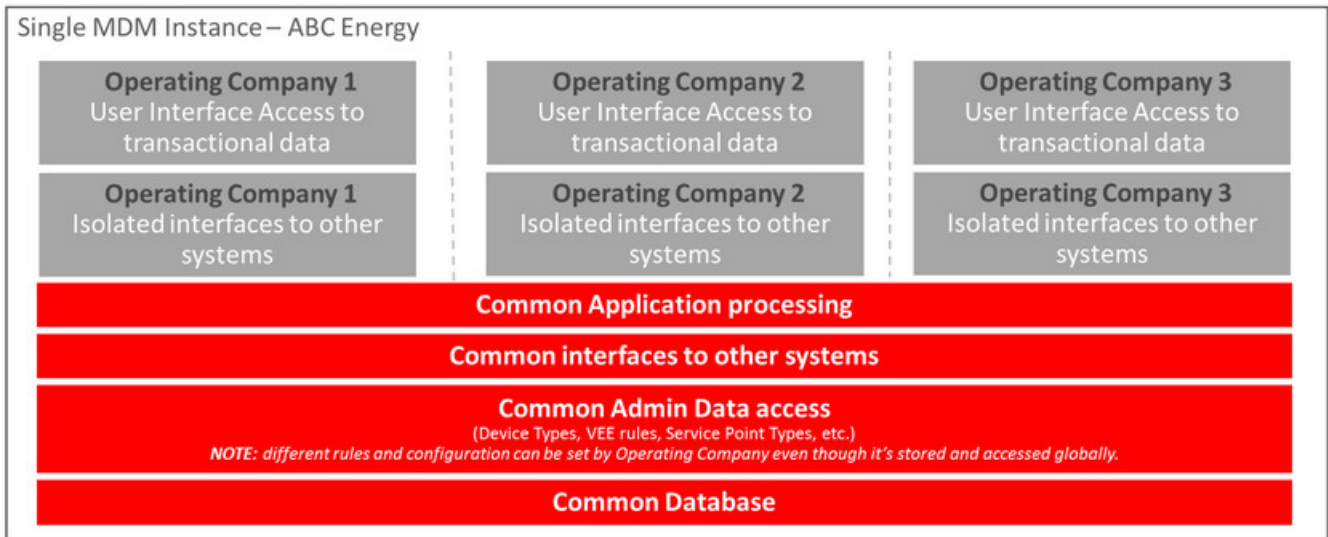 Single MDM Instance – ABC Energy
Operating Company 1
User Interface Access to
transactional data
Operating Company 2
User Interface Access to
transactional data
Operating Company 3
User Interface Access to
transactional data
Operating Company 1
Isolated interfaces to other
systems
Operating Company 2
Isolated interfaces to other
systems
Operating Company 3
Isolated interfaces to other
systems
Common Application processing
Common interfaces to other systems
Common Admin Data access
(Device Types, VEE rules, Service Point Types, etc.)
NOTE: different rules and configuration can be set by Operating Company even though it’s stored and accessed globally.
Common Database